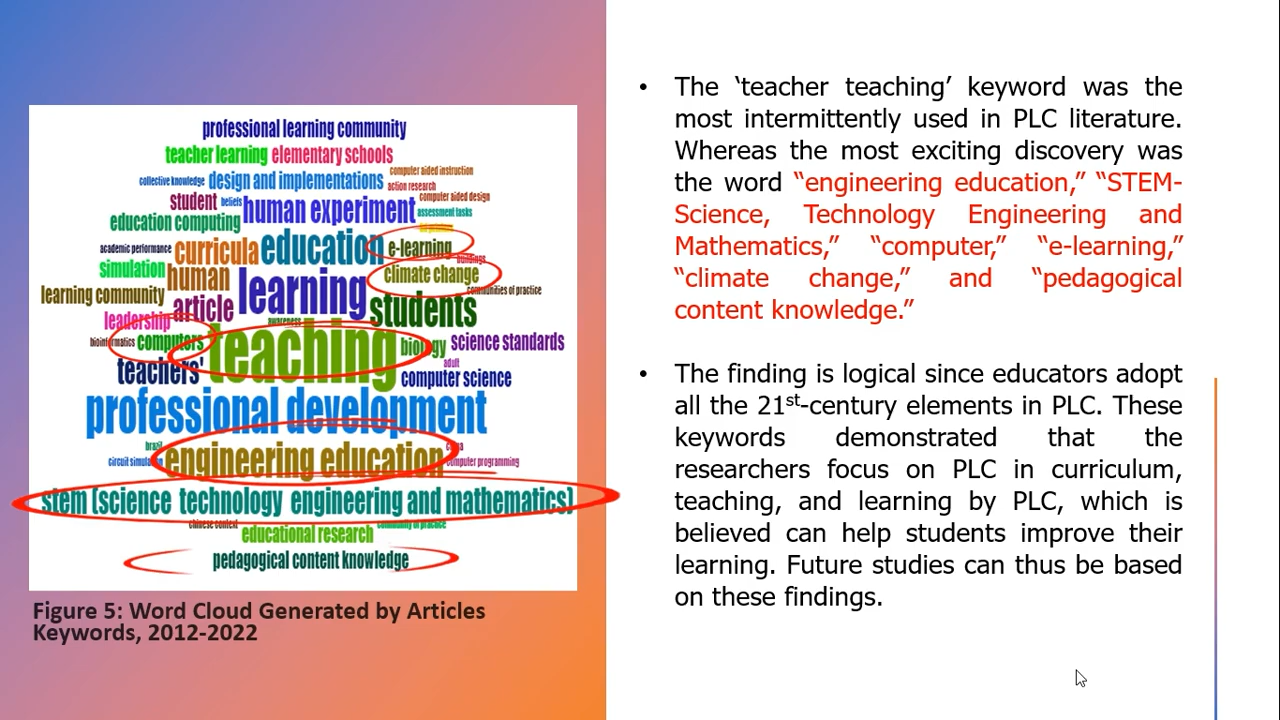 professional learning community
teacher learning elementary schools
computer aided instruction
collective knowledge design and implementations action research
student beliefs human experiment computer aided design
education computing assessment tasks
academic performance curricula education e-learning
simulation human learning climate change
learning community article students communities of practice
leadership awareness
bioinformatics computers teaching biology science standards
teachers' adult computer science
professional development
brazil
circuit engineering education computer programming
stem (science technology engineering and mathematics)
chinese context educational research community of practice
pedagogical content knowledge
Figure 5: Word Cloud Generated by Articles
Keywords, 2012-2022
• The ‘teacher teaching’ keyword was the
most intermittently used in PLC literature.
Whereas the most exciting discovery was
the word “engineering education,” “STEM-
Science, Technology Engineering and
Mathematics,” “computer,” “e-learning,”
“climate change,” and “pedagogical
content knowledge.”
• The finding is logical since educators adopt
all the 21st-century elements in PLC. These
keywords demonstrated that the
researchers focus on PLC in curriculum,
teaching, and learning by PLC, which is
believed can help students improve their
learning. Future studies can thus be based
on these findings.